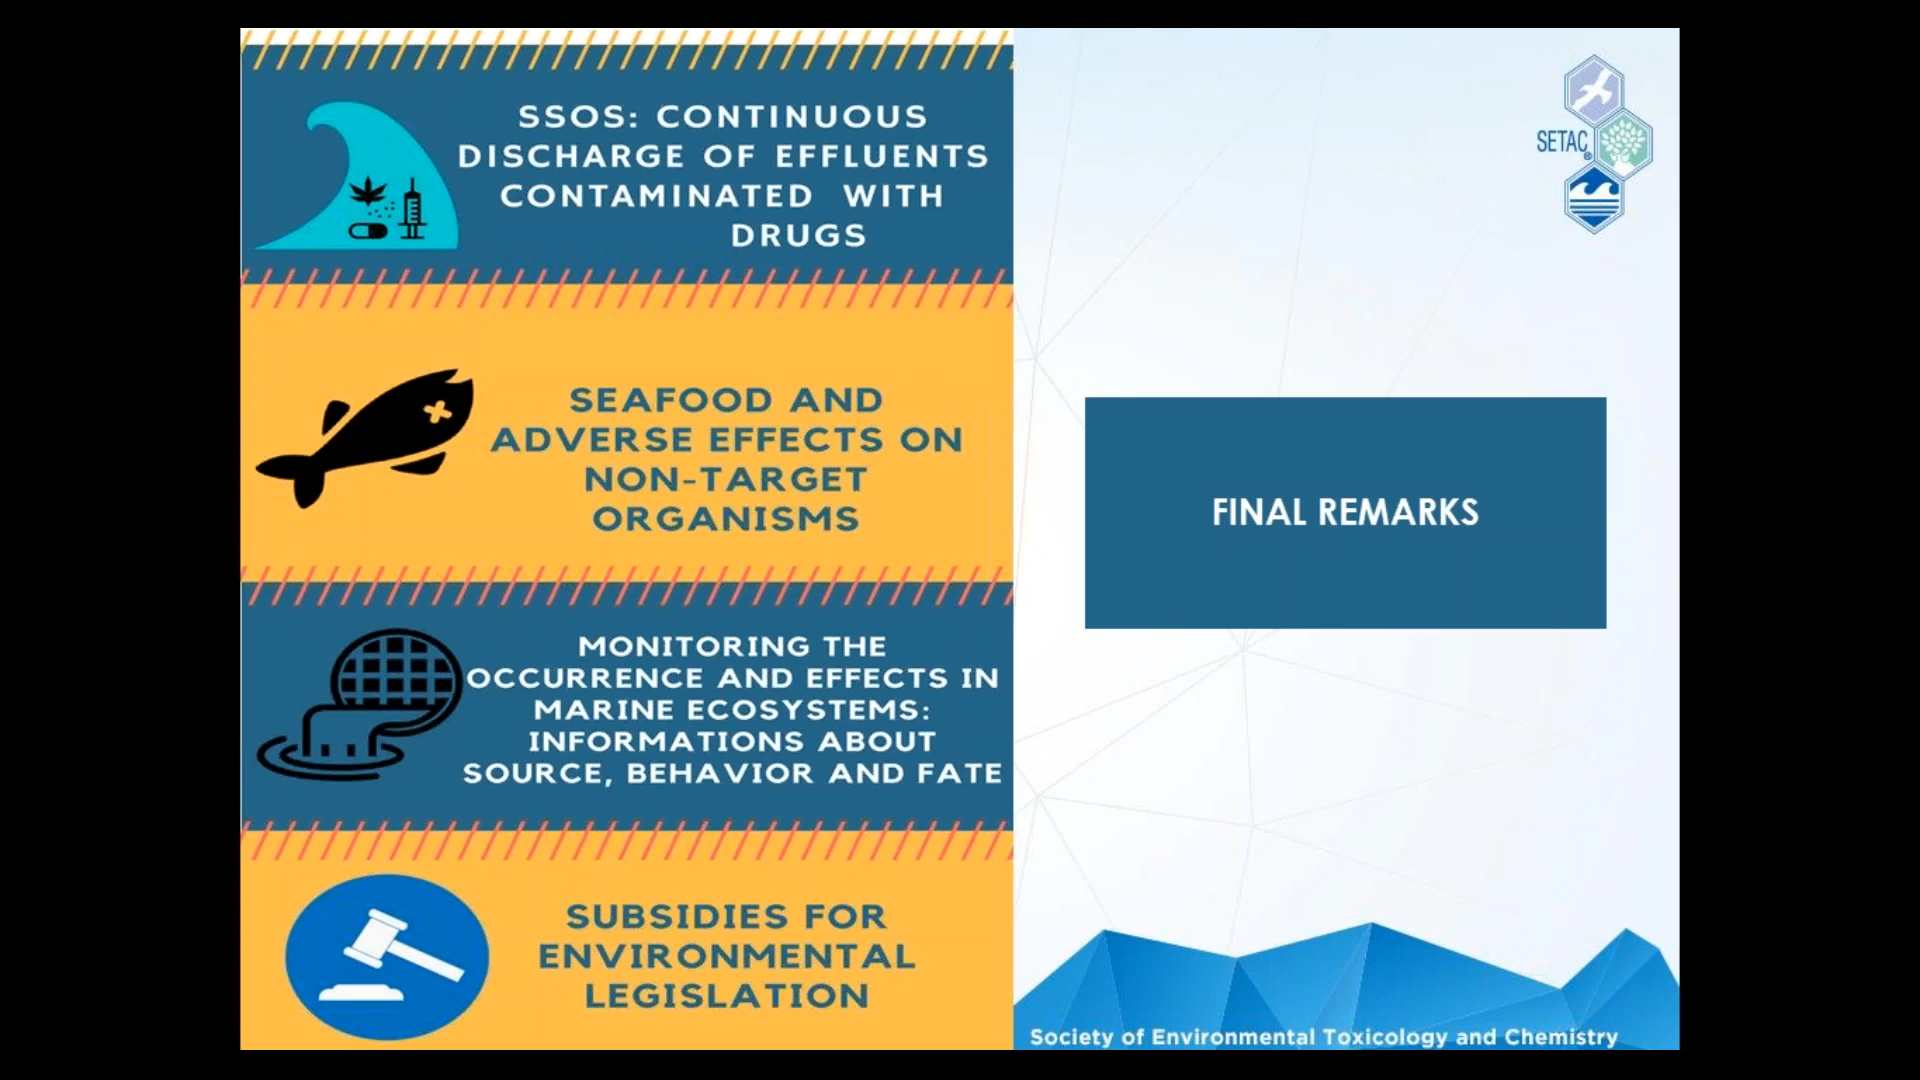 SSOS: CONTINUOUS
DISCHARGE OF EFFLUENTS
CONTAMINATED WITH
DRUGS
SEAFOOD AND
ADVERSE EFFECTS ON
NON-TARGET
ORGANISMS
MONITORING THE
OCCURRENCE AND EFFECTS IN
MARINE ECOSYSTEMS:
INFORMATIONS ABOUT
SOURCE, BEHAVIOR AND FATE
SUBSIDIES FOR
ENVIRONMENTAL
LEGISLATION
SETAC®
FINAL REMARKS
Society of Environmental Toxicology and Chemistry